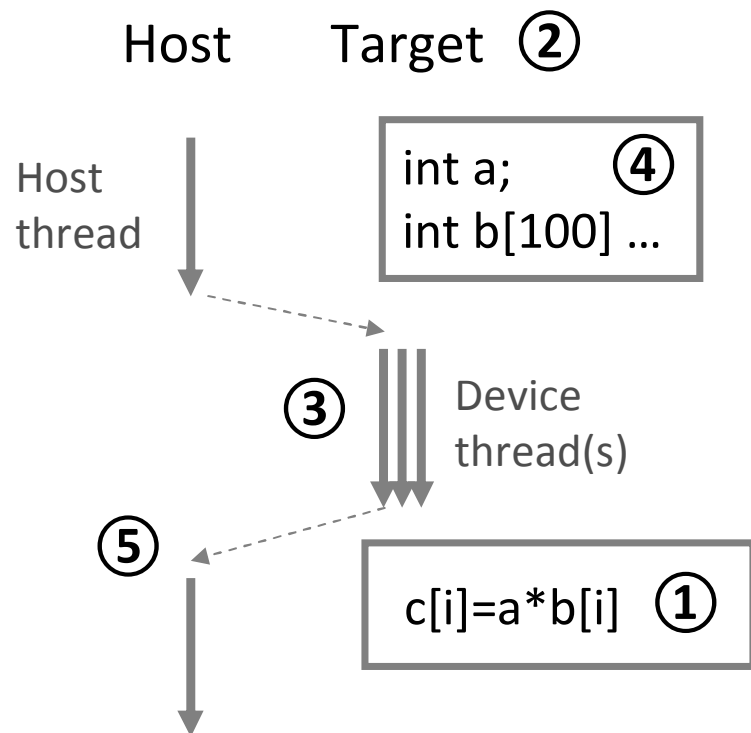 Host Target ②
Host
thread
int a; ④
int b[100] ...
③
Device
thread(s)
⑤
c[i]=a*b[i] ①